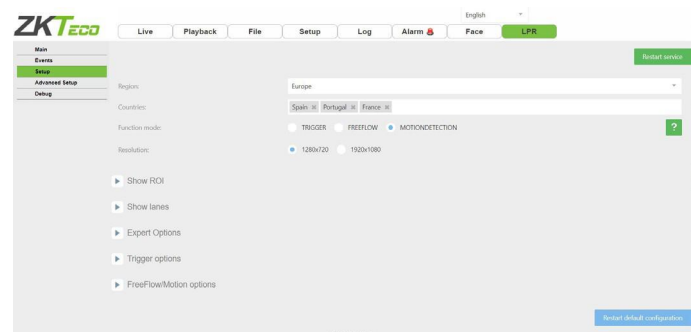 English
ZKTECO
Live Playback File Setup Log Alarm Face LPR
Main
Events
Setup
Advanced Setup
Debug
Restart service
Region: Europe
Countries: Spain × Portugal × France ×
Function mode: TRIGGER FREEFLOW MOTIONDETECTION ?
Resolution: 1280x720 1920x1080
Show ROI
Show lanes
Expert Options
Trigger options
FreeFlow/Motion options
Restart default configuration